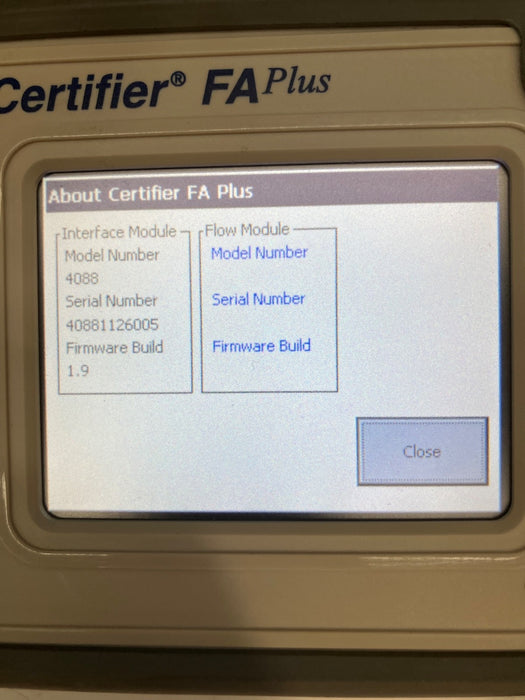 Certifier® FA Plus
About Certifier FA Plus
Interface Module
Model Number
4088
Serial Number
40881126005
Firmware Build
1.9
Flow Module
Model Number
Serial Number
Firmware Build
Close